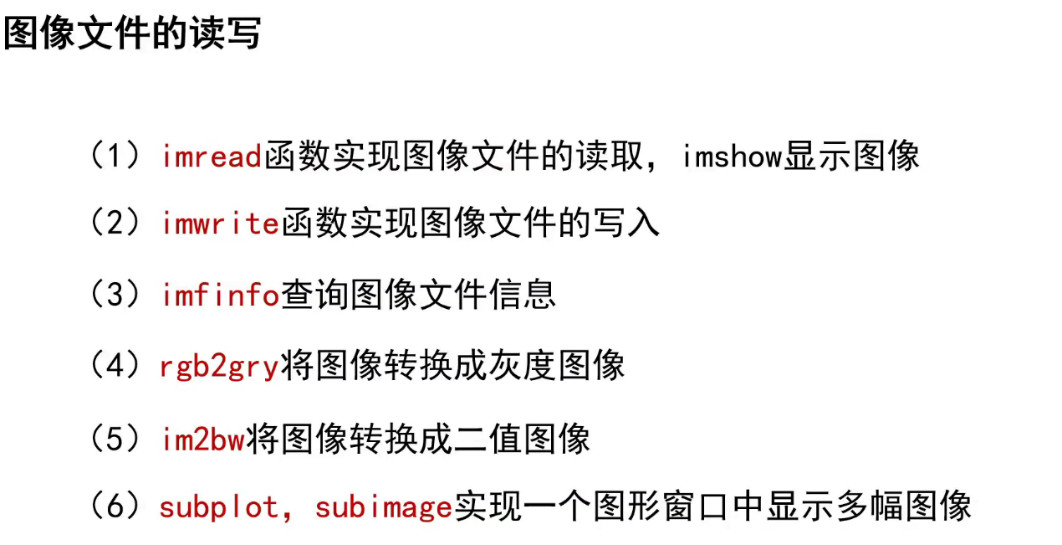 图像文件的读写
（1）imread函数实现图像文件的读取，imshow显示图像
（2）imwrite函数实现图像文件的写入
（3）imfinfo查询图像文件信息
（4）rgb2gry将图像转换成灰度图像
（5）im2bw将图像转换成二值图像
（6）subplot，subimage实现一个图形窗口中显示多幅图像